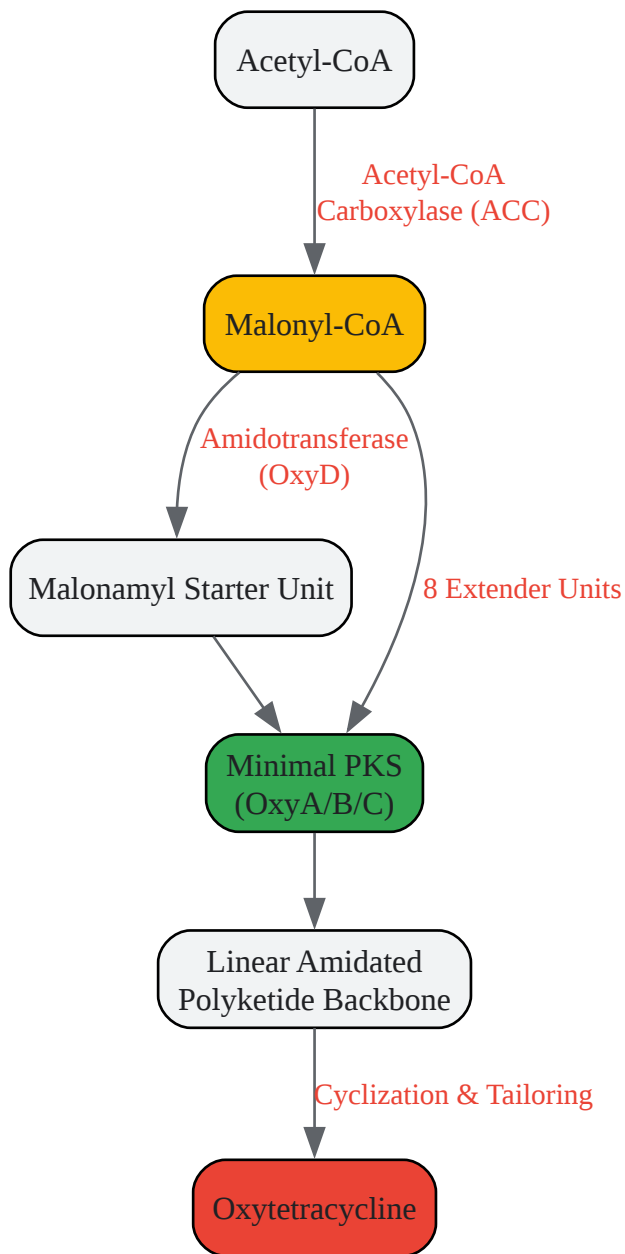 Acetyl-CoA
Acetyl-CoA
Carboxylase (ACC)
Malonyl-CoA
Amidotransferase
(OxyD)
Malonamyl Starter Unit
8 Extender Units
Minimal PKS
(OxyA/B/C)
Linear Amidated
Polyketide Backbone
Cyclization & Tailoring
Oxytetracycline